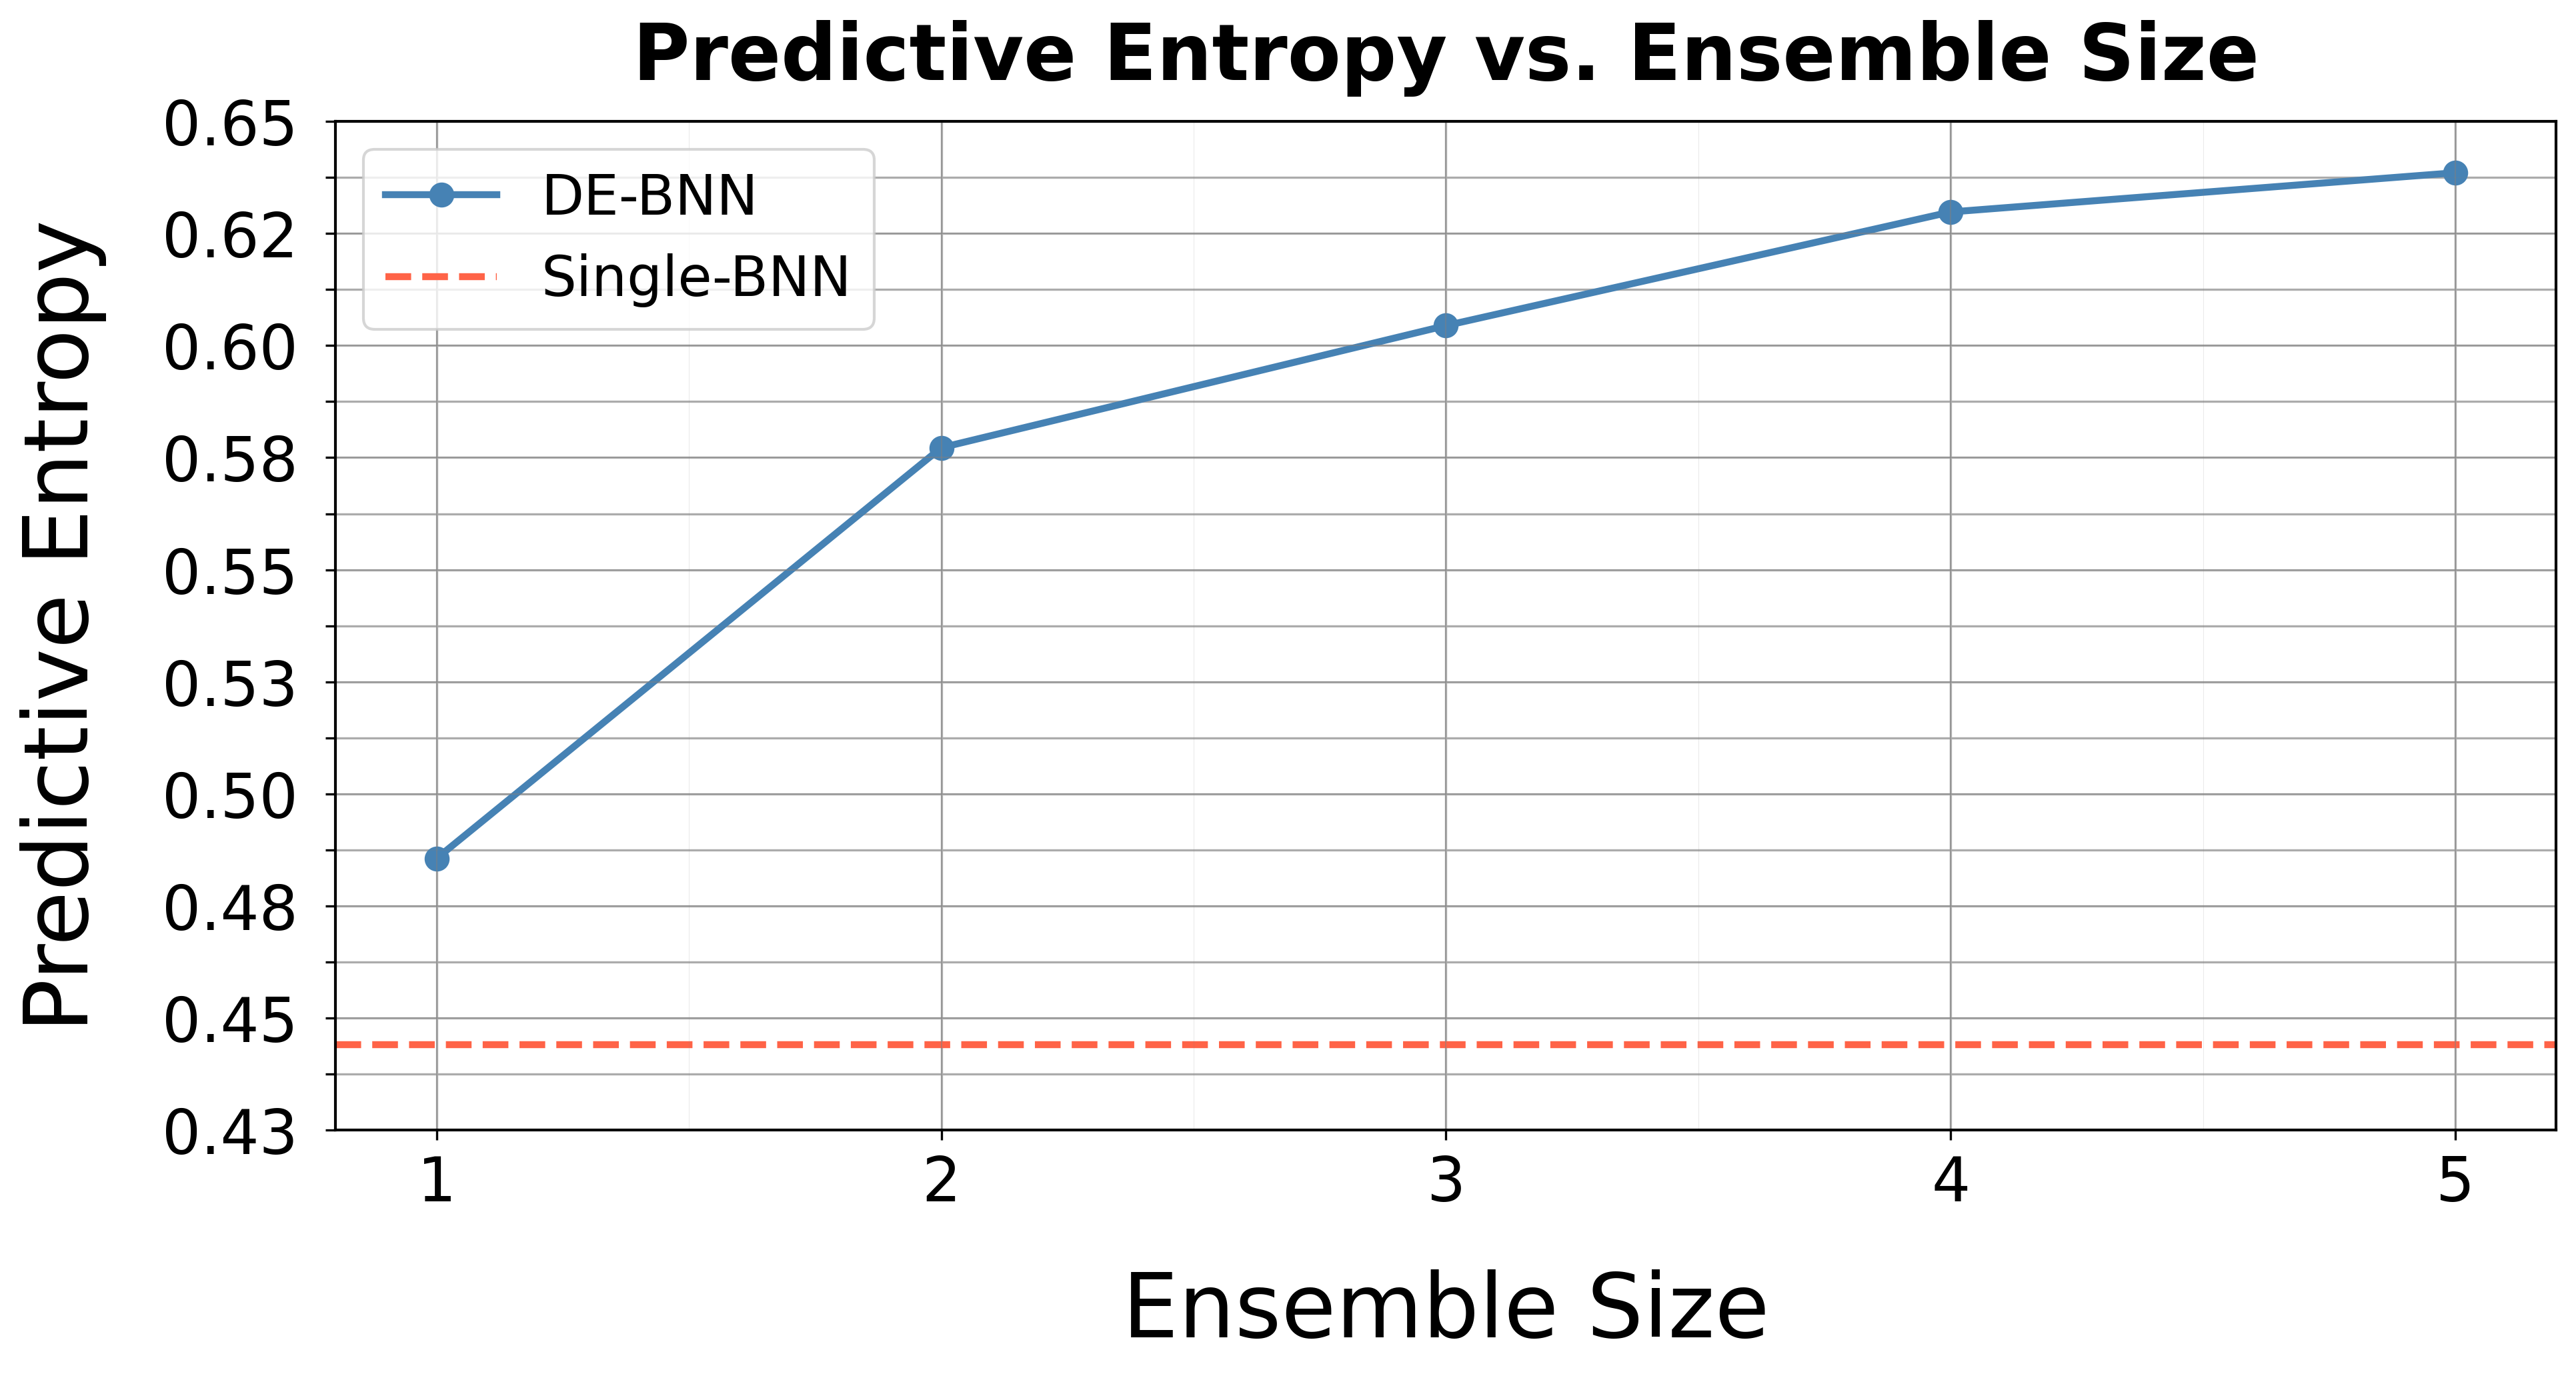 Predictive Entropy vs. Ensemble Size
Predictive Entropy
0.65
0.62
0.60
0.58
0.55
0.53
0.50
0.48
0.45
0.43
DE-BNN
Single-BNN
1 2 3 4 5
Ensemble Size